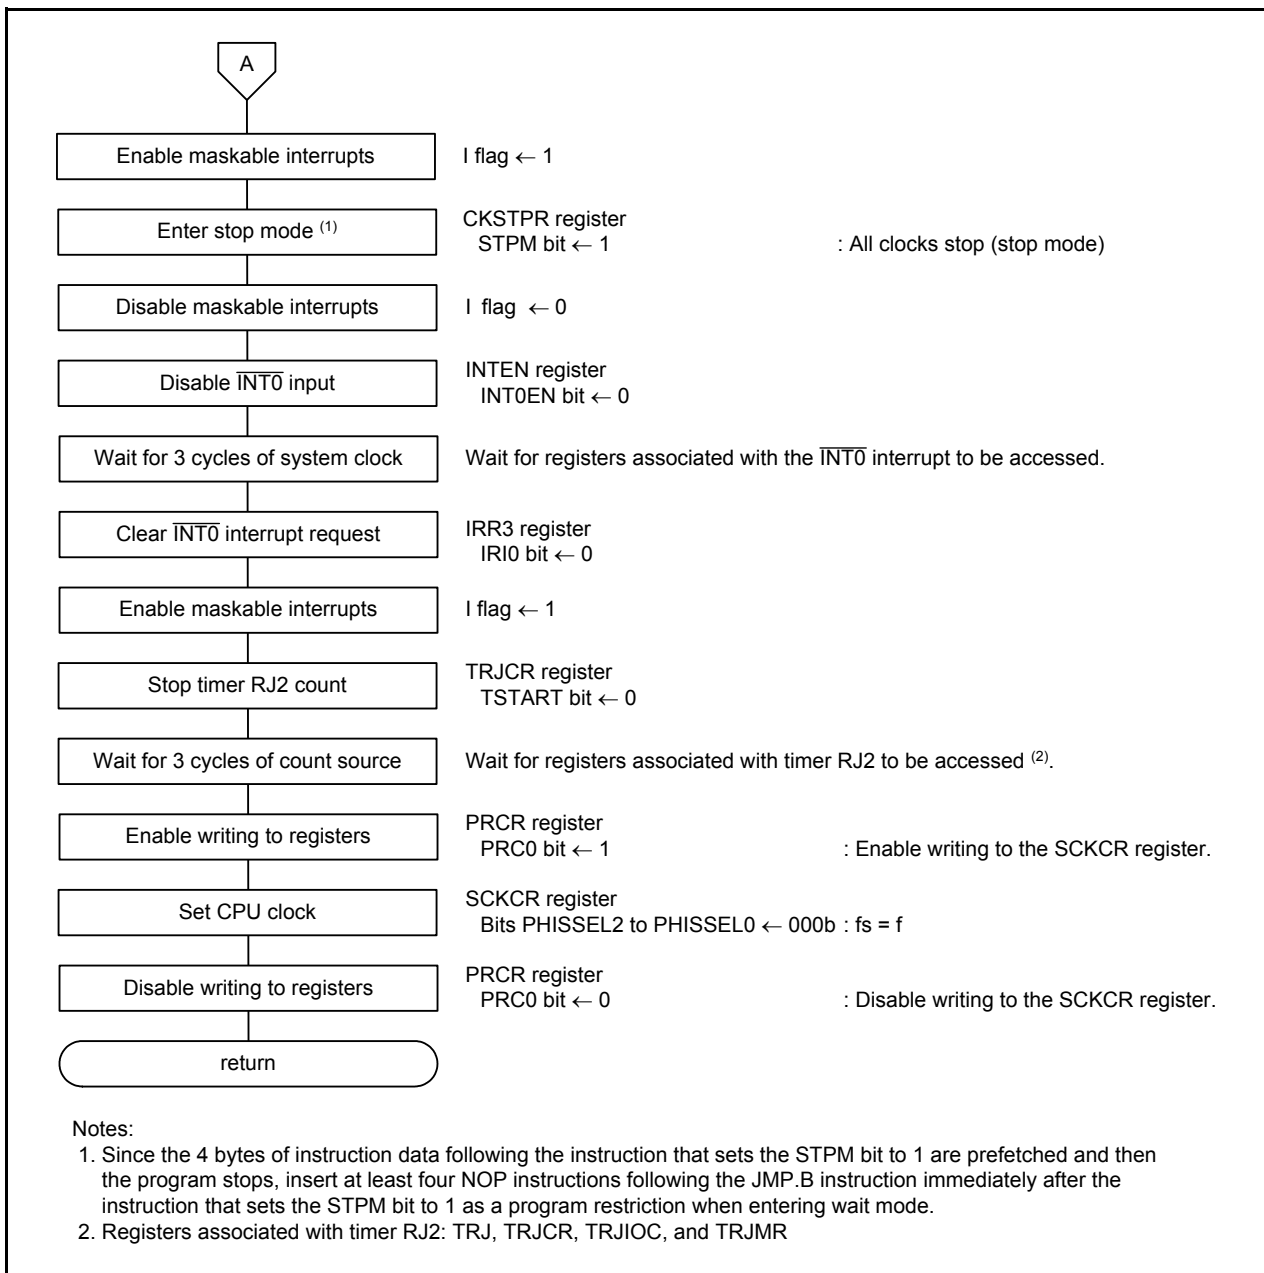 A
Enable maskable interrupts I flag ← 1
Enter stop mode (1) CKSTPR register
STPM bit ← 1 : All clocks stop (stop mode)
Disable maskable interrupts I flag ← 0
Disable I̅N̅T̅0̅ input INTEN register
INT0EN bit ← 0
Wait for 3 cycles of system clock Wait for registers associated with the I̅N̅T̅0̅ interrupt to be accessed.
Clear I̅N̅T̅0̅ interrupt request IRR3 register
IRI0 bit ← 0
Enable maskable interrupts I flag ← 1
Stop timer RJ2 count TRJCR register
TSTART bit ← 0
Wait for 3 cycles of count source Wait for registers associated with timer RJ2 to be accessed (2).
Enable writing to registers PRCR register
PRC0 bit ← 1 : Enable writing to the SCKCR register.
Set CPU clock SCKCR register
Bits PHISSEL2 to PHISSEL0 ← 000b : fs = f
Disable writing to registers PRCR register
PRC0 bit ← 0 : Disable writing to the SCKCR register.
return
Notes:
1. Since the 4 bytes of instruction data following the instruction that sets the STPM bit to 1 are prefetched and then
the program stops, insert at least four NOP instructions following the JMP.B instruction immediately after the
instruction that sets the STPM bit to 1 as a program restriction when entering wait mode.
2. Registers associated with timer RJ2: TRJ, TRJCR, TRJIOC, and TRJMR